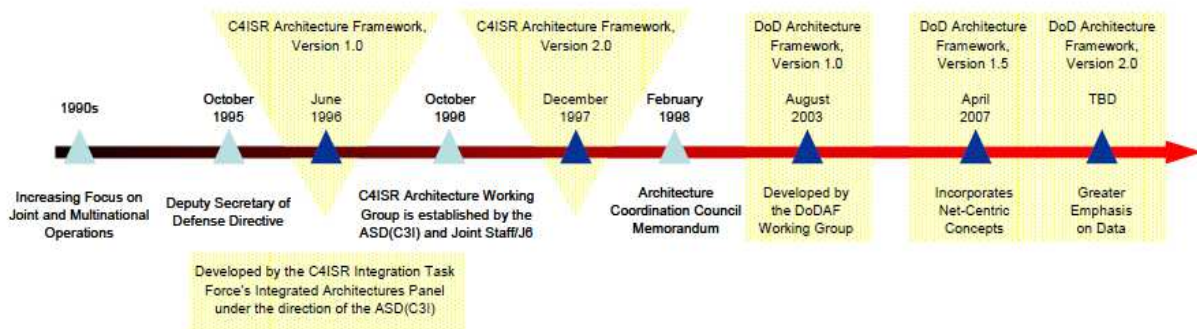 C4ISR Architecture Framework,
Version 1.0
C4ISR Architecture Framework,
Version 2.0
DoD Architecture
Framework,
Version 1.0
DoD Architecture
Framework,
Version 1.5
DoD Architecture
Framework,
Version 2.0
1990s
October
1995
June
1996
October
1996
December
1997
February
1998
August
2003
April
2007
TBD
Increasing Focus on
Joint and Multinational
Operations
Deputy Secretary of
Defense Directive
C4ISR Architecture Working
Group is established by the
ASD(C3I) and Joint Staff/J6
Architecture
Coordination Council
Memorandum
Developed by
the DoDAF
Working Group
Incorporates
Net-Centric
Concepts
Greater
Emphasis
on Data
Developed by the C4ISR Integration Task
Force's Integrated Architectures Panel
under the direction of the ASD(C3I)